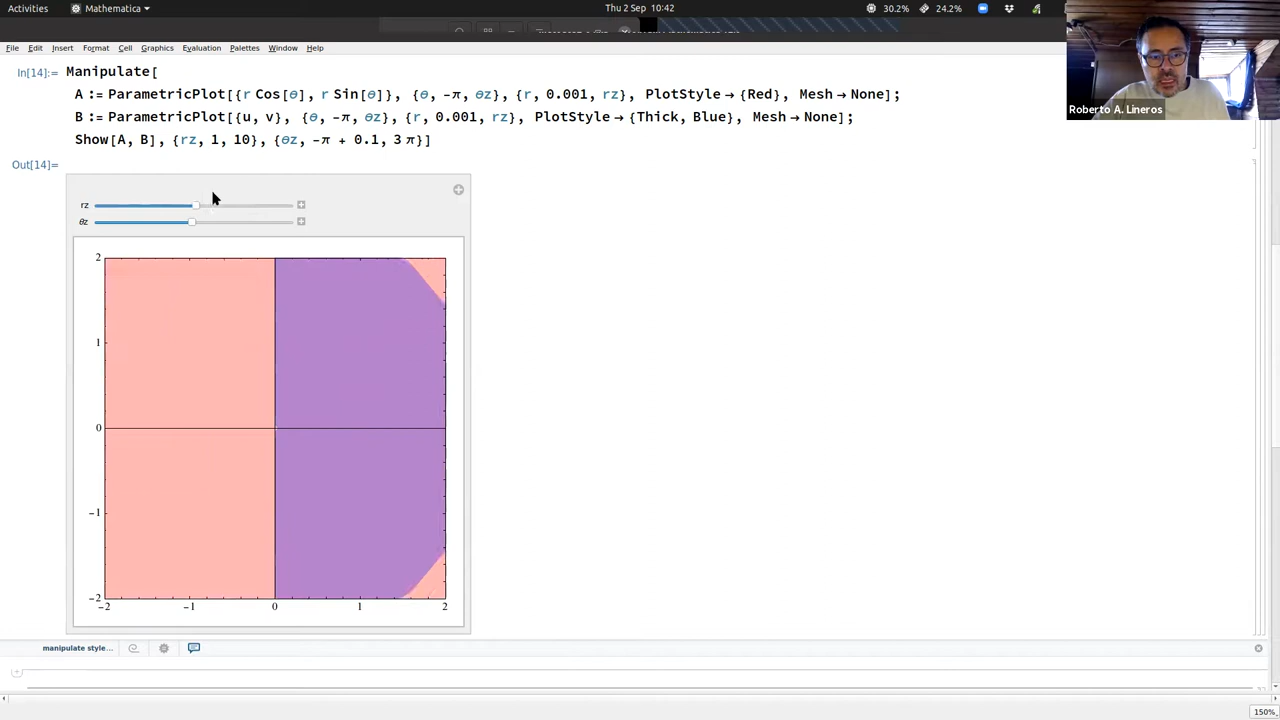 Activities Mathematica Thu 2 Sep 10:42 30.2% 24.2%
File Edit Insert Format Cell Graphics Evaluation Palettes Window Help
In[14]:= Manipulate[
A := ParametricPlot[{r Cos[θ], r Sin[θ]}, {θ, -π, θz}, {r, 0.001, rz}, PlotStyle → {Red}, Mesh → None];
B := ParametricPlot[{u, v}, {θ, -π, θz}, {r, 0.001, rz}, PlotStyle → {Thick, Blue}, Mesh → None];
Show[A, B], {rz, 1, 10}, {θz, -π + 0.1, 3 π}]
Out[14]=
rz
θz
2
1
0
-1
-2
-2 -1 0 1 2
manipulate style...
150%
Roberto A. Lineros